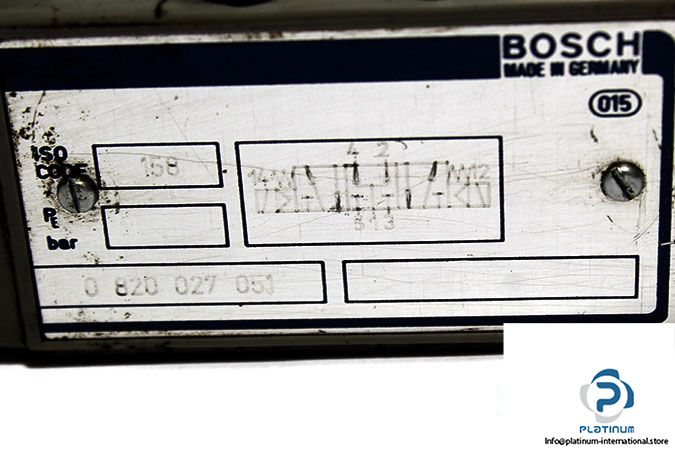 BOSCH
MADE IN GERMANY
015
ISO
CODE
158
4 2
14
12
5 1 3
PE
bar
0 820 027 051
PLATINUM
Info@platinum-international.store